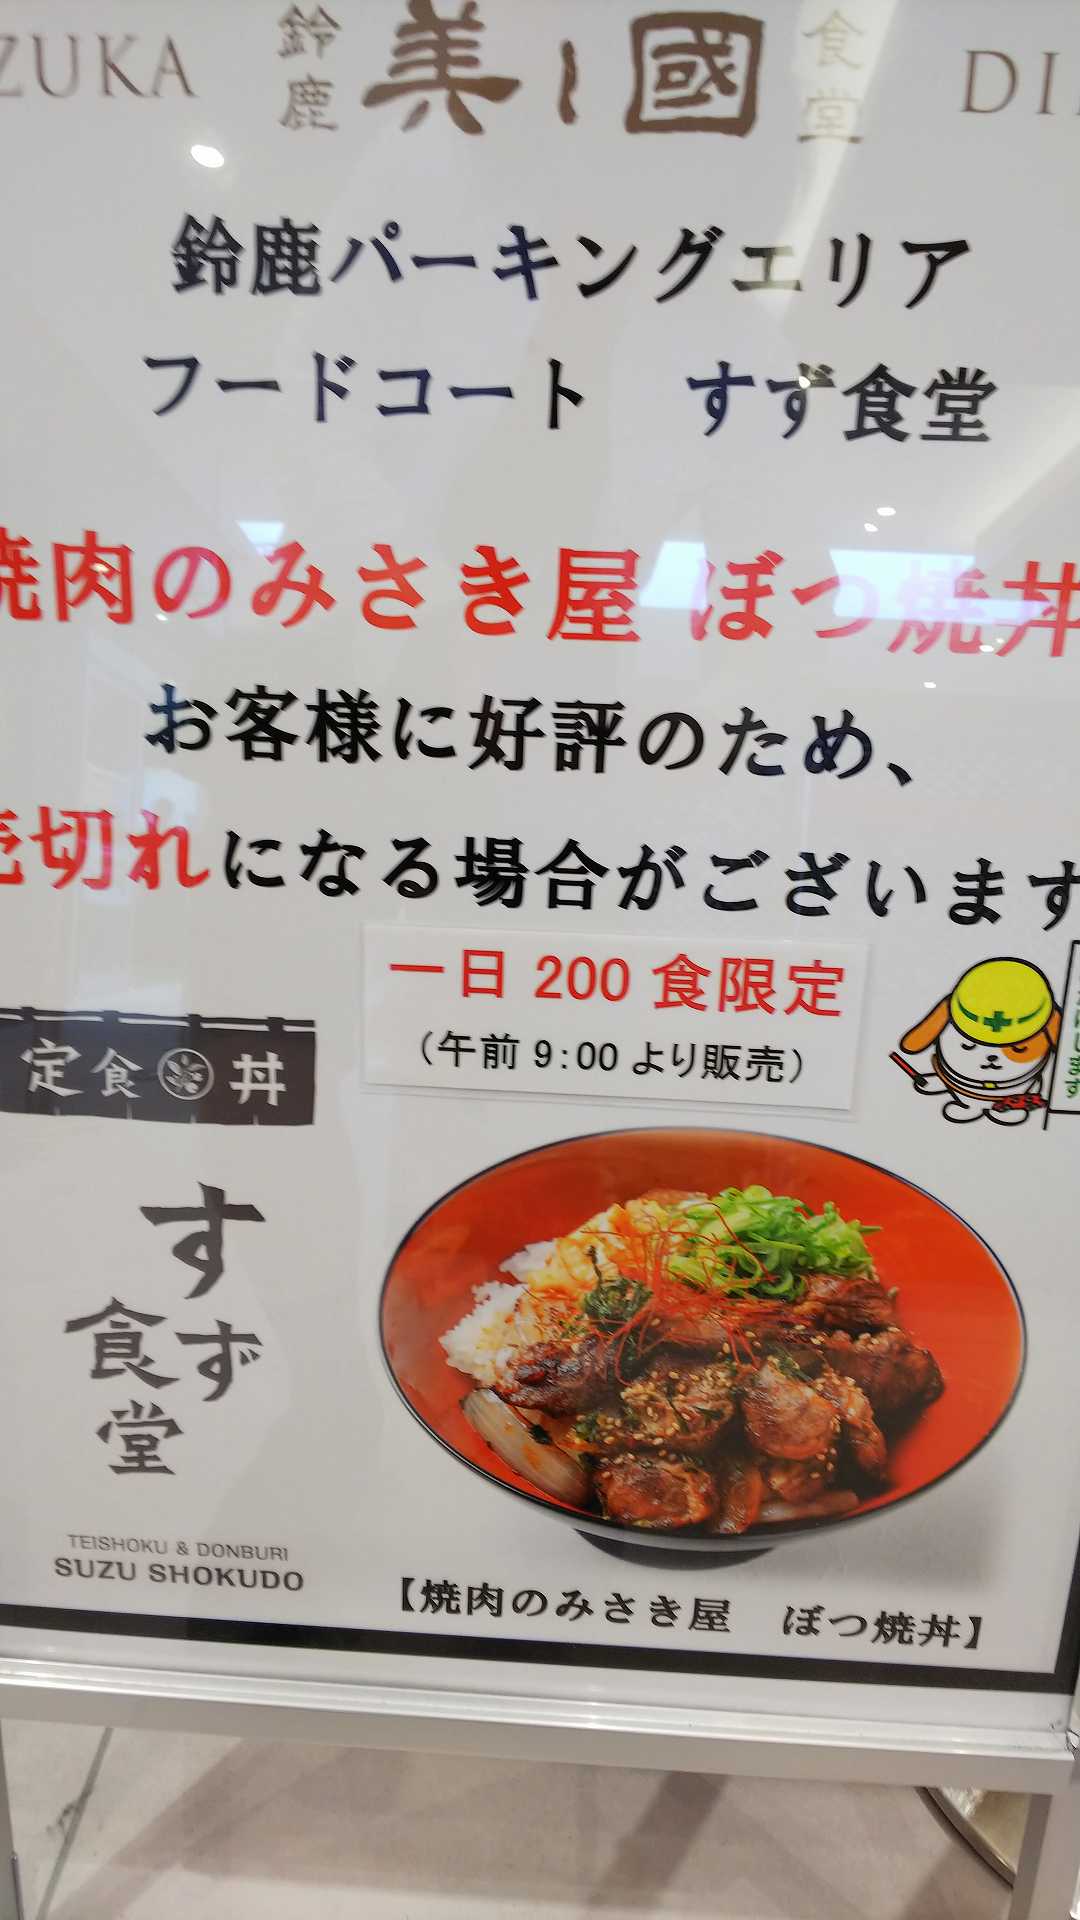 ZUKA 鈴鹿 美し國 食堂 DI
鈴鹿パーキングエリア
フードコート すず食堂
焼肉のみさき屋 ぼつ焼丼
お客様に好評のため、
売切れになる場合がございます
一日 200 食限定
(午前 9:00 より販売)
定食 丼
すず
食堂
TEISHOKU & DONBURI
SUZU SHOKUDO
【焼肉のみさき屋 ぼつ焼丼】